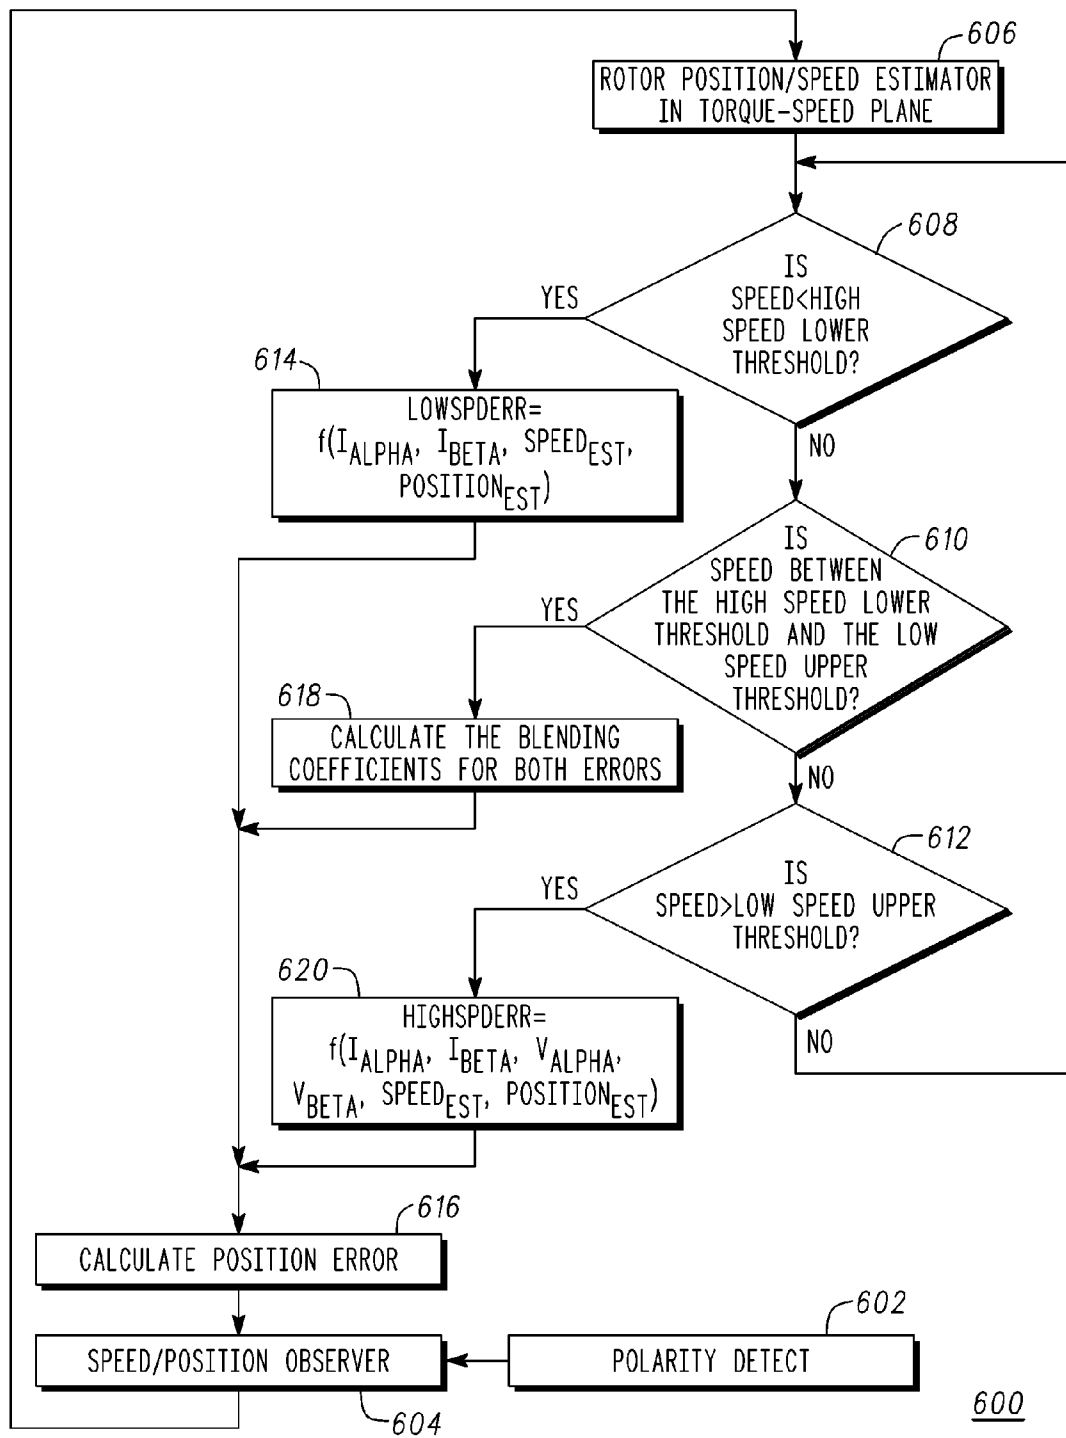 606
ROTOR POSITION/SPEED ESTIMATOR
IN TORQUE-SPEED PLANE
608
IS
SPEED<HIGH
SPEED LOWER
THRESHOLD?
YES
NO
614
LOWSPDERR=
f(I_ALPHA, I_BETA, SPEED_EST,
POSITION_EST)
610
IS
SPEED BETWEEN
THE HIGH SPEED LOWER
THRESHOLD AND THE LOW
SPEED UPPER
THRESHOLD?
YES
NO
618
CALCULATE THE BLENDING
COEFFICIENTS FOR BOTH ERRORS
612
IS
SPEED>LOW SPEED UPPER
THRESHOLD?
YES
NO
620
HIGHSPDERR=
f(I_ALPHA, I_BETA, V_ALPHA,
V_BETA, SPEED_EST, POSITION_EST)
616
CALCULATE POSITION ERROR
602
SPEED/POSITION OBSERVER
POLARITY DETECT
604
600